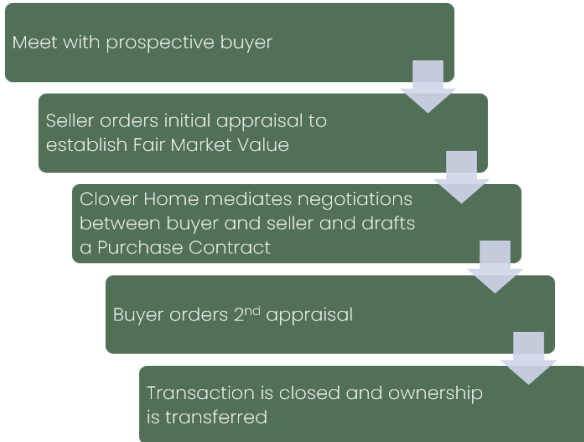 Meet with prospective buyer
Seller orders initial appraisal to
establish Fair Market Value
Clover Home mediates negotiations
between buyer and seller and drafts
a Purchase Contract
Buyer orders 2nd appraisal
Transaction is closed and ownership
is transferred